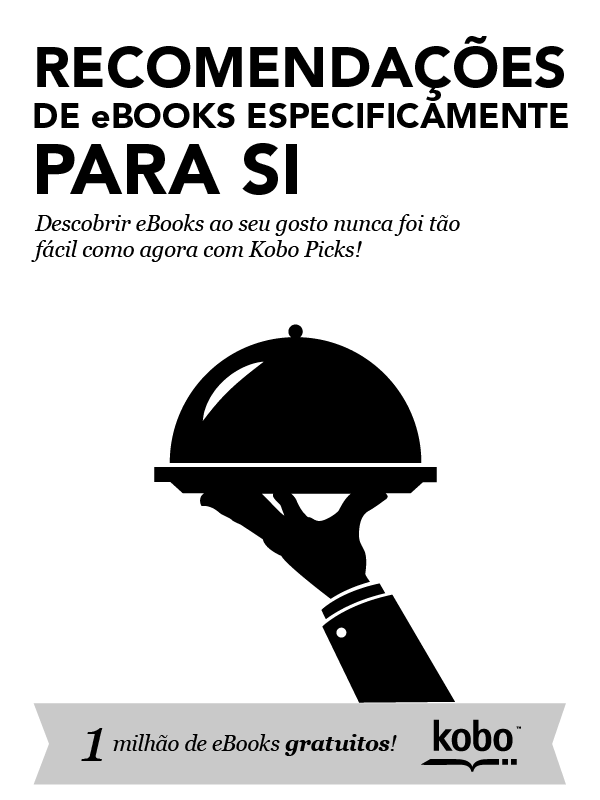 RECOMENDAÇÕES
DE eBOOKS ESPECIFICAMENTE
PARA SI
Descobrir eBooks ao seu gosto nunca foi tão
fácil como agora com Kobo Picks!
1 milhão de eBooks gratuitos!
kobo™